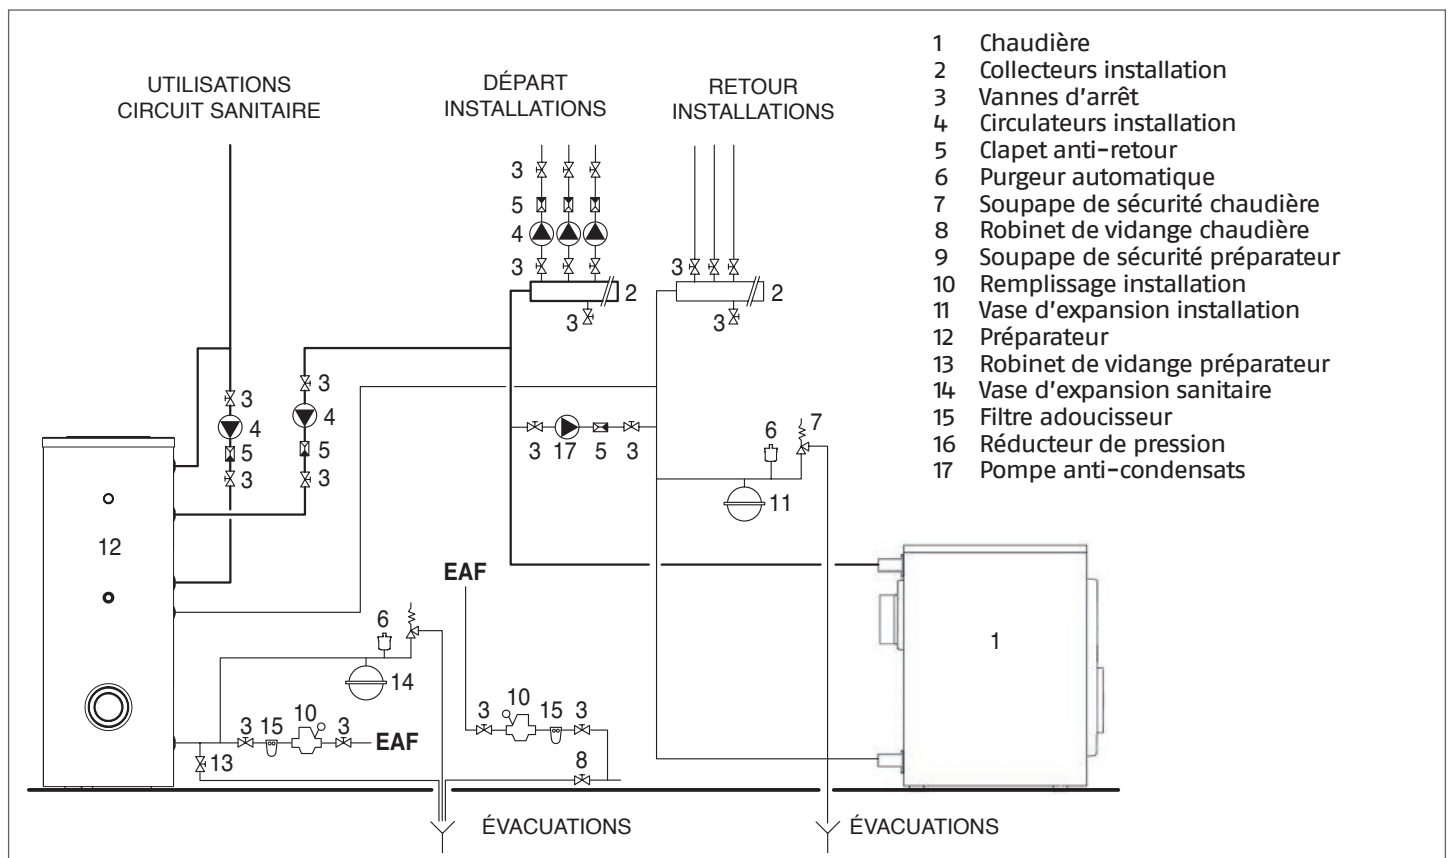 UTILISATIONS
CIRCUIT SANITAIRE
DÉPART
INSTALLATIONS
RETOUR
INSTALLATIONS
1 Chaudière
2 Collecteurs installation
3 Vannes d'arrêt
4 Circulateurs installation
5 Clapet anti-retour
6 Purgeur automatique
7 Soupape de sécurité chaudière
8 Robinet de vidange chaudière
9 Soupape de sécurité préparateur
10 Remplissage installation
11 Vase d'expansion installation
12 Préparateur
13 Robinet de vidange préparateur
14 Vase d'expansion sanitaire
15 Filtre adoucisseur
16 Réducteur de pression
17 Pompe anti-condensats
3
5
4
3
2
3
3
2
3
3
4
5
3
3
4
5
3
3 17 5 3
6
7
11
12
EAF
6
14
1
3 15 10 3
EAF
13
3 10 15 3
8
ÉVACUATIONS
ÉVACUATIONS